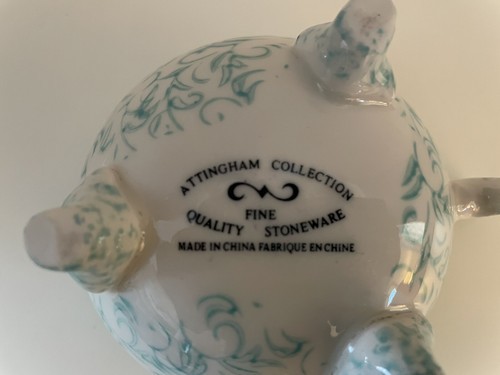 ATTINGHAM COLLECTION
FINE
QUALITY STONEWARE
MADE IN CHINA FABRIQUE EN CHINE